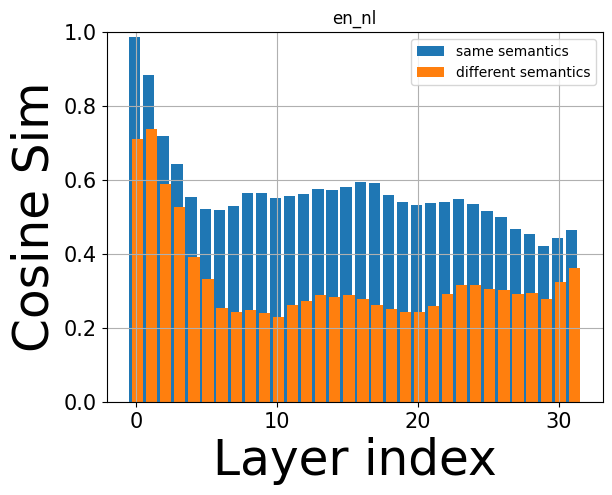 en_nl
same semantics
different semantics
Cosine Sim
1.0
0.8
0.6
0.4
0.2
0.0
0 10 20 30
Layer index